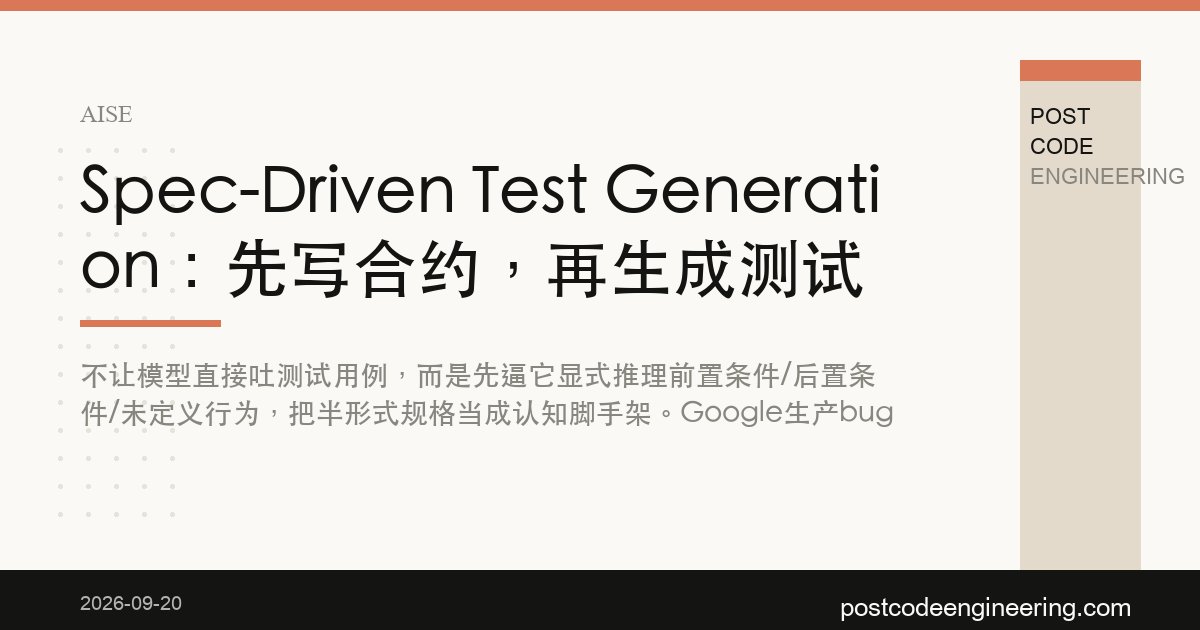 AISE
Spec-Driven Test Generati
on：先写合约，再生成测试
不让模型直接吐测试用例，而是先逼它显式推理前置条件/后置条
件/未定义行为，把半形式规格当成认知脚手架。Google生产bug
POST
CODE
ENGINEERING
2026-09-20
postcodeengineering.com